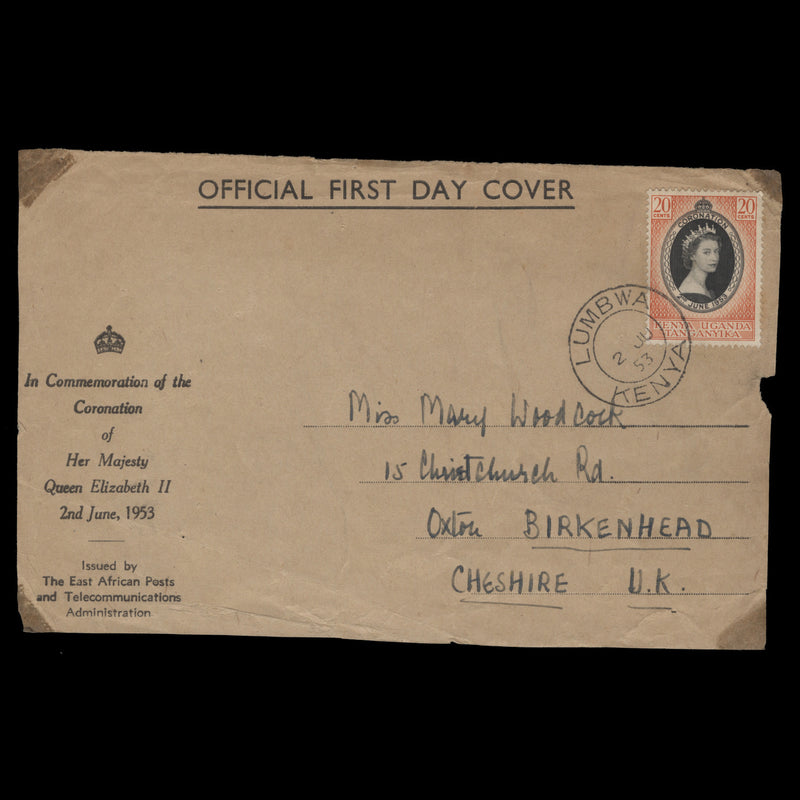 OFFICIAL FIRST DAY COVER
20 CENTS 20 CENTS
CORONATION
2ND JUNE 1953
KENYA UGANDA
TANGANYIKA
LUMBWA
2 JU
53
KENYA
In Commemoration of the
Coronation
of
Her Majesty
Queen Elizabeth II
2nd June, 1953
Issued by
The East African Posts
and Telecommunications
Administration
Miss Mary Woodcock
15 Christchurch Rd.
Oxton BIRKENHEAD
CHESHIRE U.K.